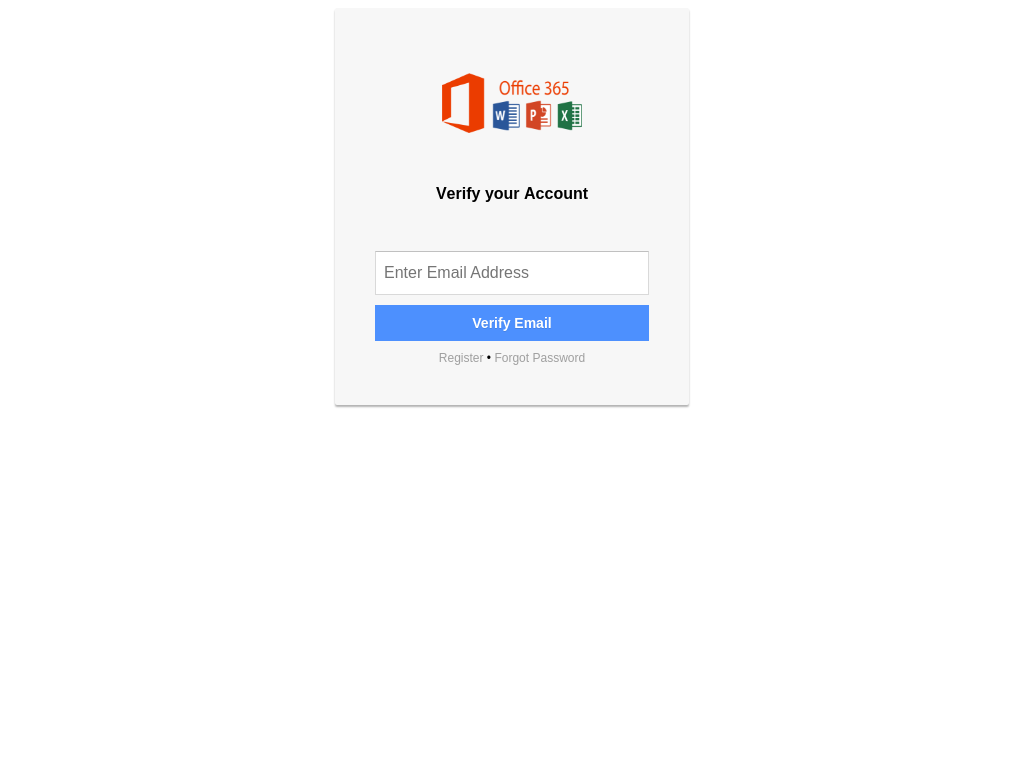 Office 365
W P X
Verify your Account
Enter Email Address
Verify Email
Register • Forgot Password